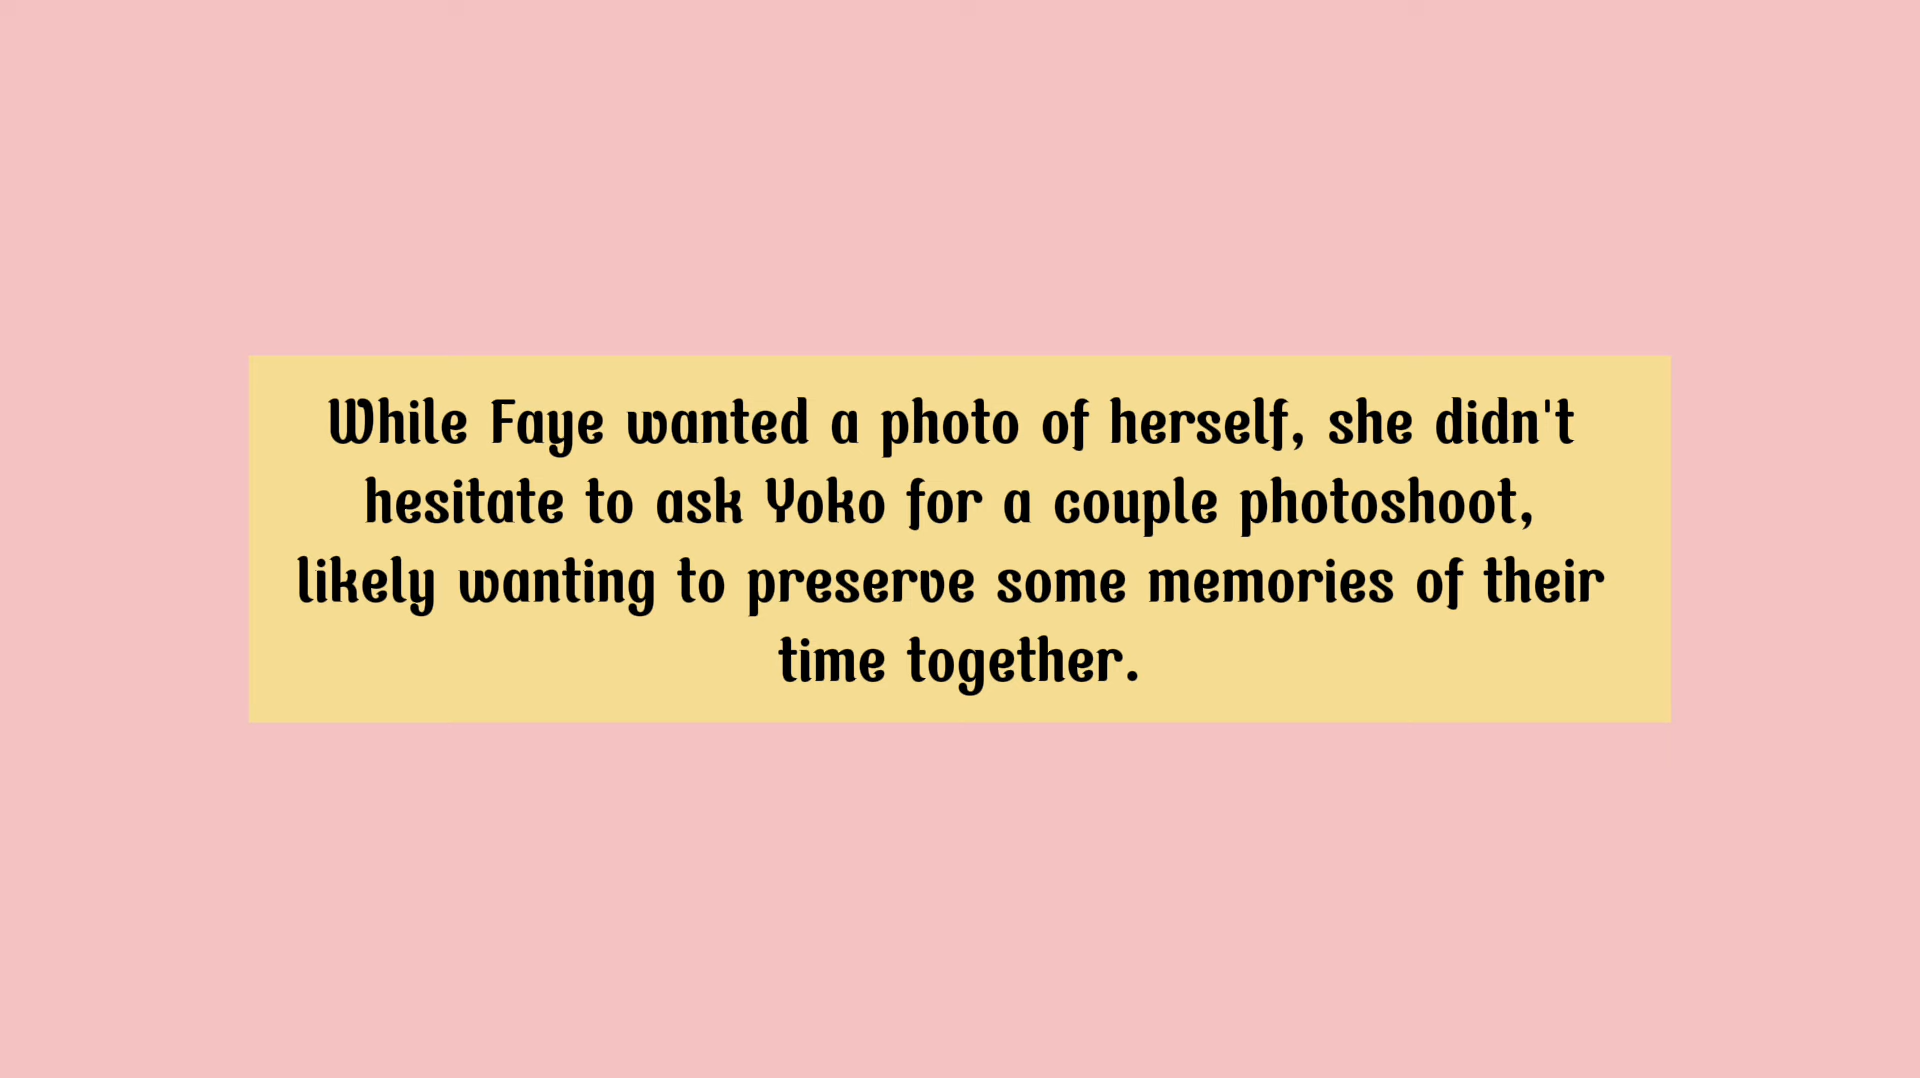 While Faye wanted a photo of herself, she didn't
hesitate to ask Yoko for a couple photoshoot,
likely wanting to preserve some memories of their
time together.